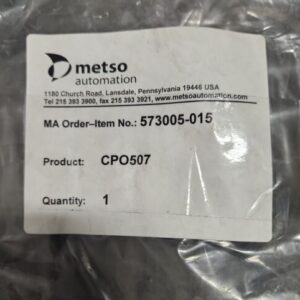 metso
automation
1180 Church Road, Lansdale, Pennsylvania 19446 USA
Tel 215 393 3900, fax 215 393 3921, www.metsoautomation.com
MA Order–Item No.: 573005-015
Product: CPO507
Quantity: 1